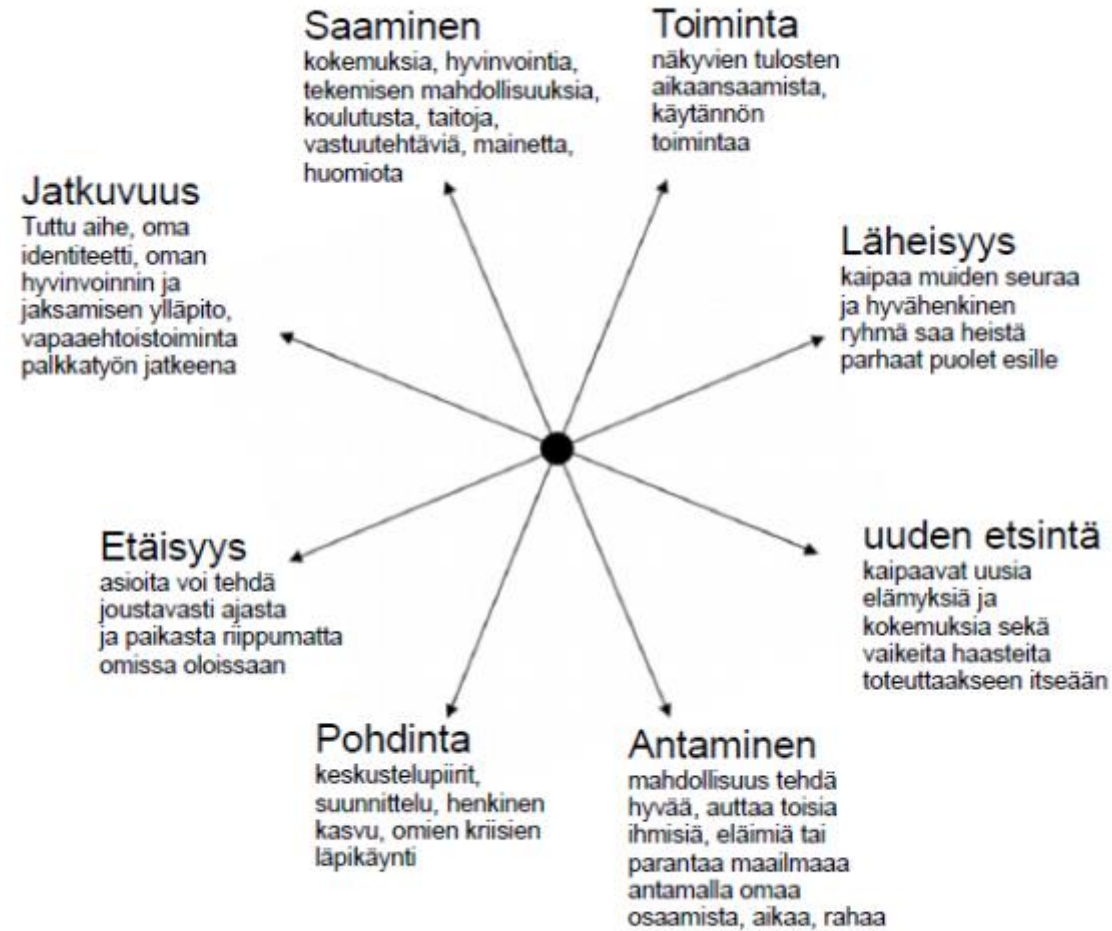 Saaminen
kokemuksia, hyvinvointia,
tekemisen mahdollisuuksia,
koulutusta, taitoja,
vastuutehtäviä, mainetta,
huomiota
Toiminta
näkyvien tulosten
aikaansaamista,
käytännön
toimintaa
Jatkuvuus
Tuttu aihe, oma
identiteetti, oman
hyvinvoinnin ja
jaksamisen ylläpito,
vapaaehtoistoiminta
palkkatyön jatkeena
Läheisyys
kaipaa muiden seuraa
ja hyvähenkinen
ryhmä saa heistä
parhaat puolet esille
Etäisyys
asioita voi tehdä
joustavasti ajasta
ja paikasta riippumatta
omissa oloissaan
uuden etsintä
kaipaavat uusia
elämyksiä ja
kokemuksia sekä
vaikeita haasteita
toteuttaakseen itseään
Pohdinta
keskustelupiirit,
suunnittelu, henkinen
kasvu, omien kriisien
läpikäynti
Antaminen
mahdollisuus tehdä
hyvää, auttaa toisia
ihmisiä, eläimiä tai
parantaa maailmaaa
antamalla omaa
osaamista, aikaa, rahaa